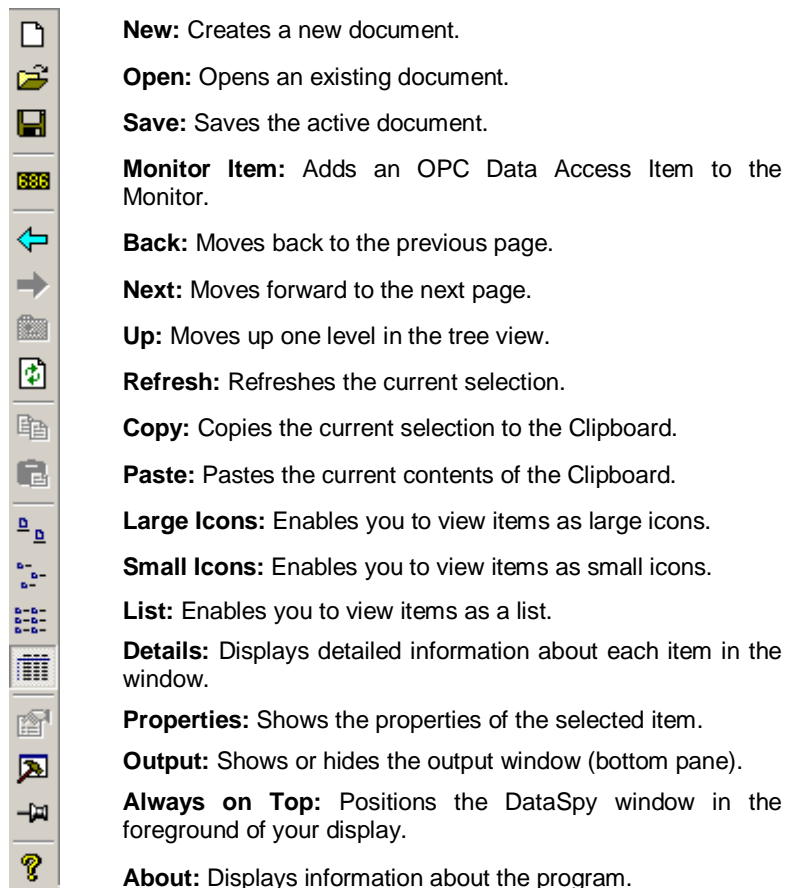 New: Creates a new document.
Open: Opens an existing document.
Save: Saves the active document.
Monitor Item: Adds an OPC Data Access Item to the
Monitor.
Back: Moves back to the previous page.
Next: Moves forward to the next page.
Up: Moves up one level in the tree view.
Refresh: Refreshes the current selection.
Copy: Copies the current selection to the Clipboard.
Paste: Pastes the current contents of the Clipboard.
Large Icons: Enables you to view items as large icons.
Small Icons: Enables you to view items as small icons.
List: Enables you to view items as a list.
Details: Displays detailed information about each item in the
window.
Properties: Shows the properties of the selected item.
Output: Shows or hides the output window (bottom pane).
Always on Top: Positions the DataSpy window in the
foreground of your display.
About: Displays information about the program.